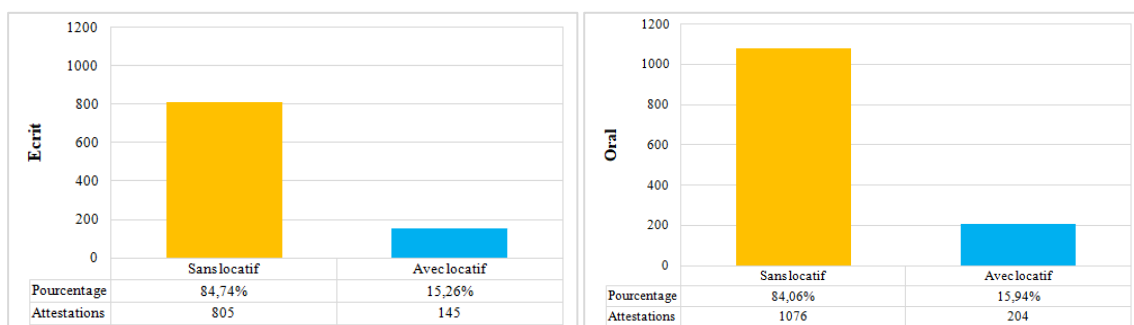 1200
1000
800
600
400
200
0
Ecrit
Sans locatif Avec locatif
Pourcentage 84,74% 15,26%
Attestations 805 145
1200
1000
800
600
400
200
0
Oral
Sans locatif Avec locatif
Pourcentage 84,06% 15,94%
Attestations 1076 204